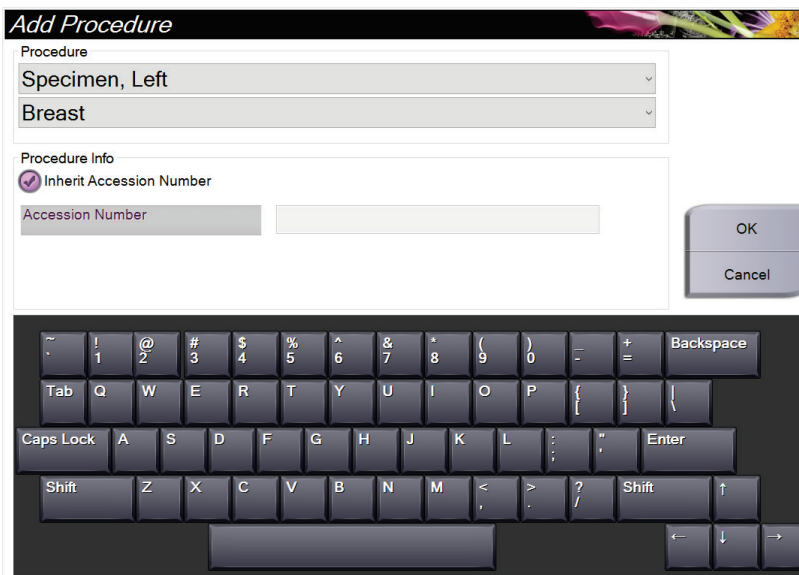 Add Procedure
Procedure
Specimen, Left
Breast
Procedure Info
Inherit Accession Number
Accession Number
OK
Cancel
~ ! @ # $ % ^ & * ( ) _ + Backspace
` 1 2 3 4 5 6 7 8 9 0 - =
Tab Q W E R T Y U I O P { } |
[ ] \
Caps Lock A S D F G H J K L : " Enter
; '
Shift Z X C V B N M < > ? Shift ↑
, . /
← ↓ →